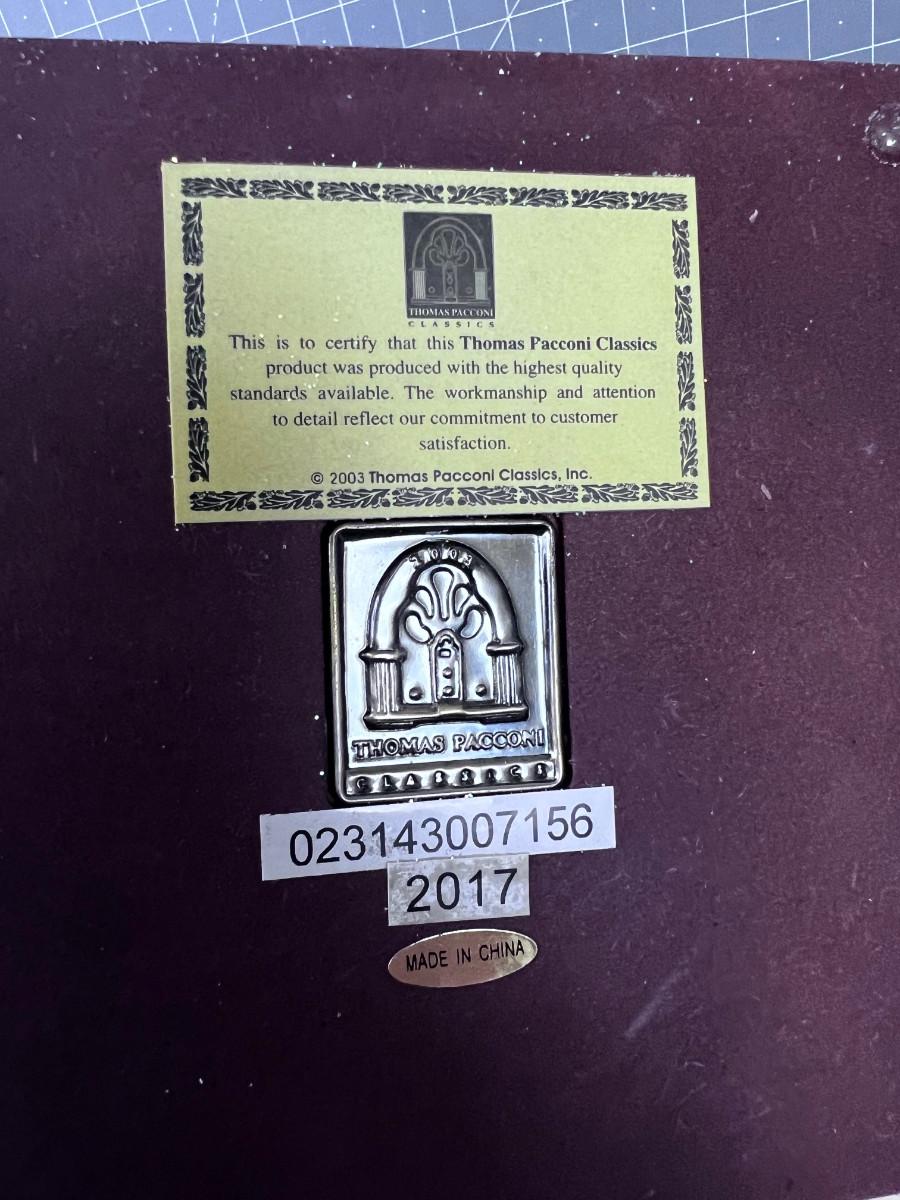 THOMAS PACCONI
CLASSICS
This is to certify that this Thomas Pacconi Classics
product was produced with the highest quality
standards available. The workmanship and attention
to detail reflect our commitment to customer
satisfaction.
© 2003 Thomas Pacconi Classics, Inc.
2003
THOMAS PACCONI
CLASSICS
023143007156
2017
MADE IN CHINA